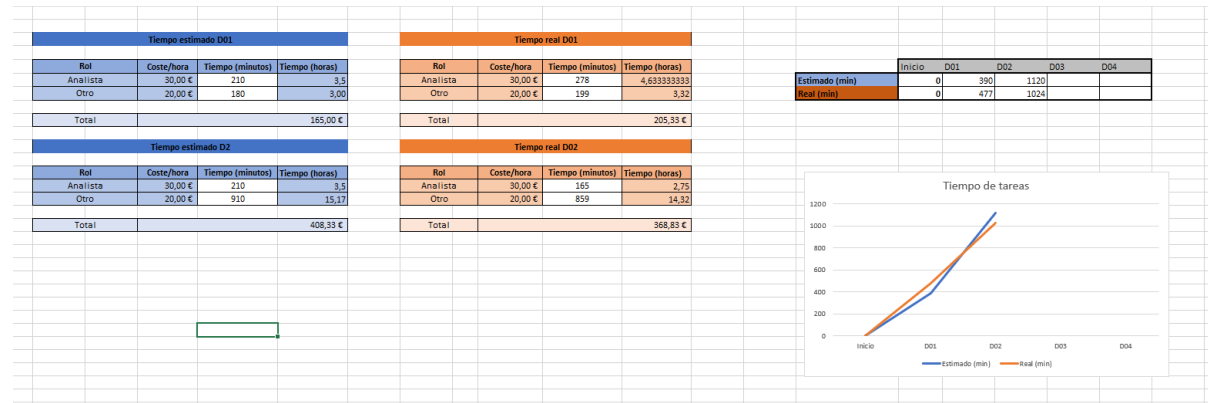 Tiempo estimado D01
Rol Coste/hora Tiempo (minutos) Tiempo (horas)
Analista 30,00 € 210 3,5
Otro 20,00 € 180 3,00
Total 165,00 €
Tiempo real D01
Rol Coste/hora Tiempo (minutos) Tiempo (horas)
Analista 30,00 € 278 4,633333333
Otro 20,00 € 199 3,32
Total 205,33 €
Inicio D01 D02 D03 D04
Estimado (min) 0 390 1120
Real (min) 0 477 1024
Tiempo estimado D2
Rol Coste/hora Tiempo (minutos) Tiempo (horas)
Analista 30,00 € 210 3,5
Otro 20,00 € 910 15,17
Total 408,33 €
Tiempo real D02
Rol Coste/hora Tiempo (minutos) Tiempo (horas)
Analista 30,00 € 165 2,75
Otro 20,00 € 859 14,32
Total 368,83 €
Tiempo de tareas
1200
1000
800
600
400
200
0
Inicio D01 D02 D03 D04
Estimado (min) Real (min)